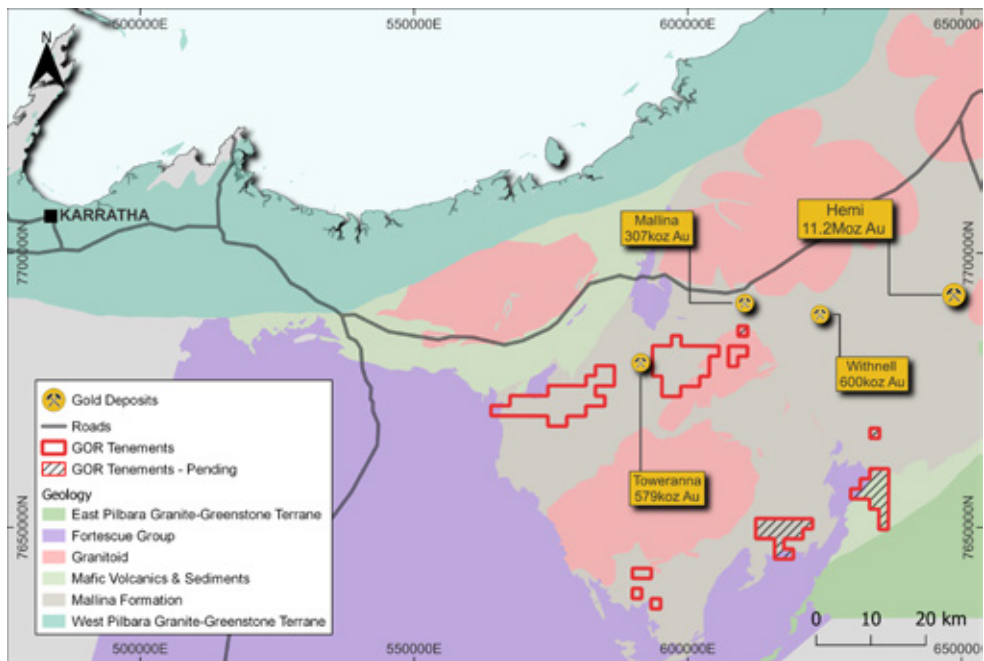 500000E
550000E
600000E
650000E
N
KARRATHA
Mallina
307koz Au
Hemi
11.2Moz Au
7700000N
7700000N
Withnell
600koz Au
Toweranna
579koz Au
Gold Deposits
Roads
GOR Tenements
GOR Tenements - Pending
Geology
East Pilbara Granite-Greenstone Terrane
Fortescue Group
Granitoid
Mafic Volcanics & Sediments
Mallina Formation
West Pilbara Granite-Greenstone Terrane
7650000N
7650000N
0 10 20 km
500000E
550000E
600000E
650000E